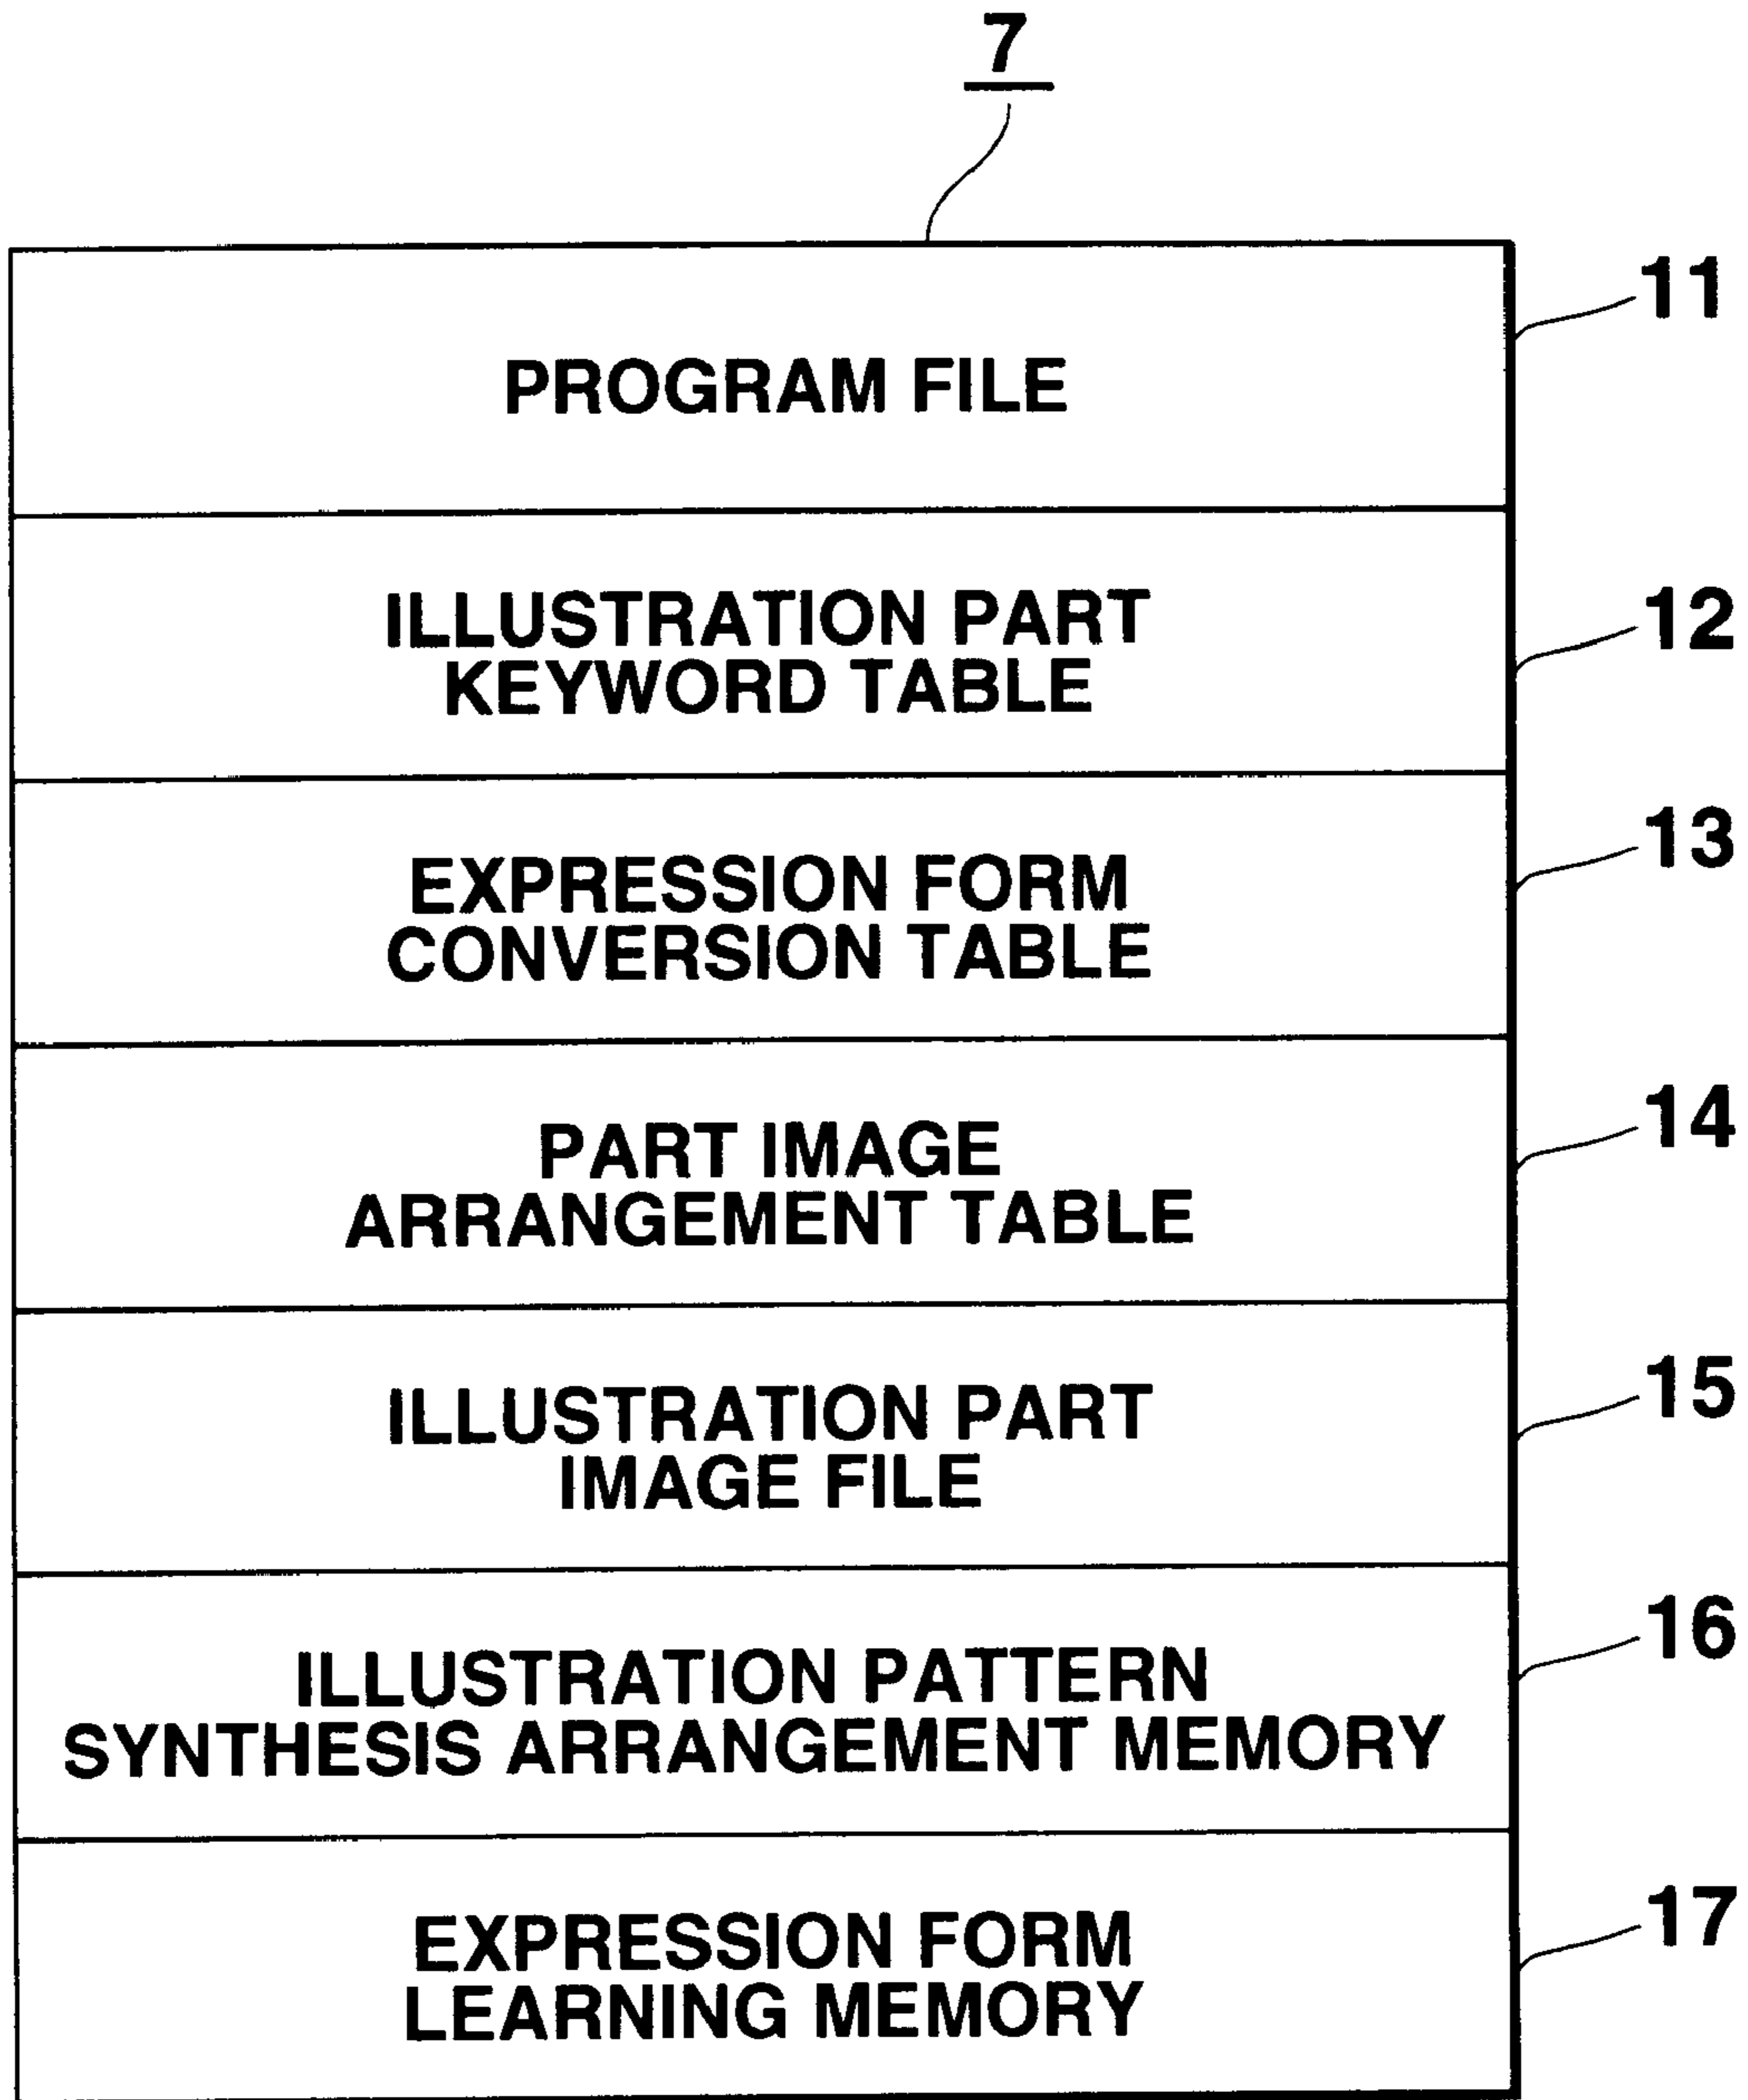 7
11
PROGRAM FILE
12
ILLUSTRATION PART
KEYWORD TABLE
13
EXPRESSION FORM
CONVERSION TABLE
14
PART IMAGE
ARRANGEMENT TABLE
15
ILLUSTRATION PART
IMAGE FILE
16
ILLUSTRATION PATTERN
SYNTHESIS ARRANGEMENT MEMORY
17
EXPRESSION FORM
LEARNING MEMORY